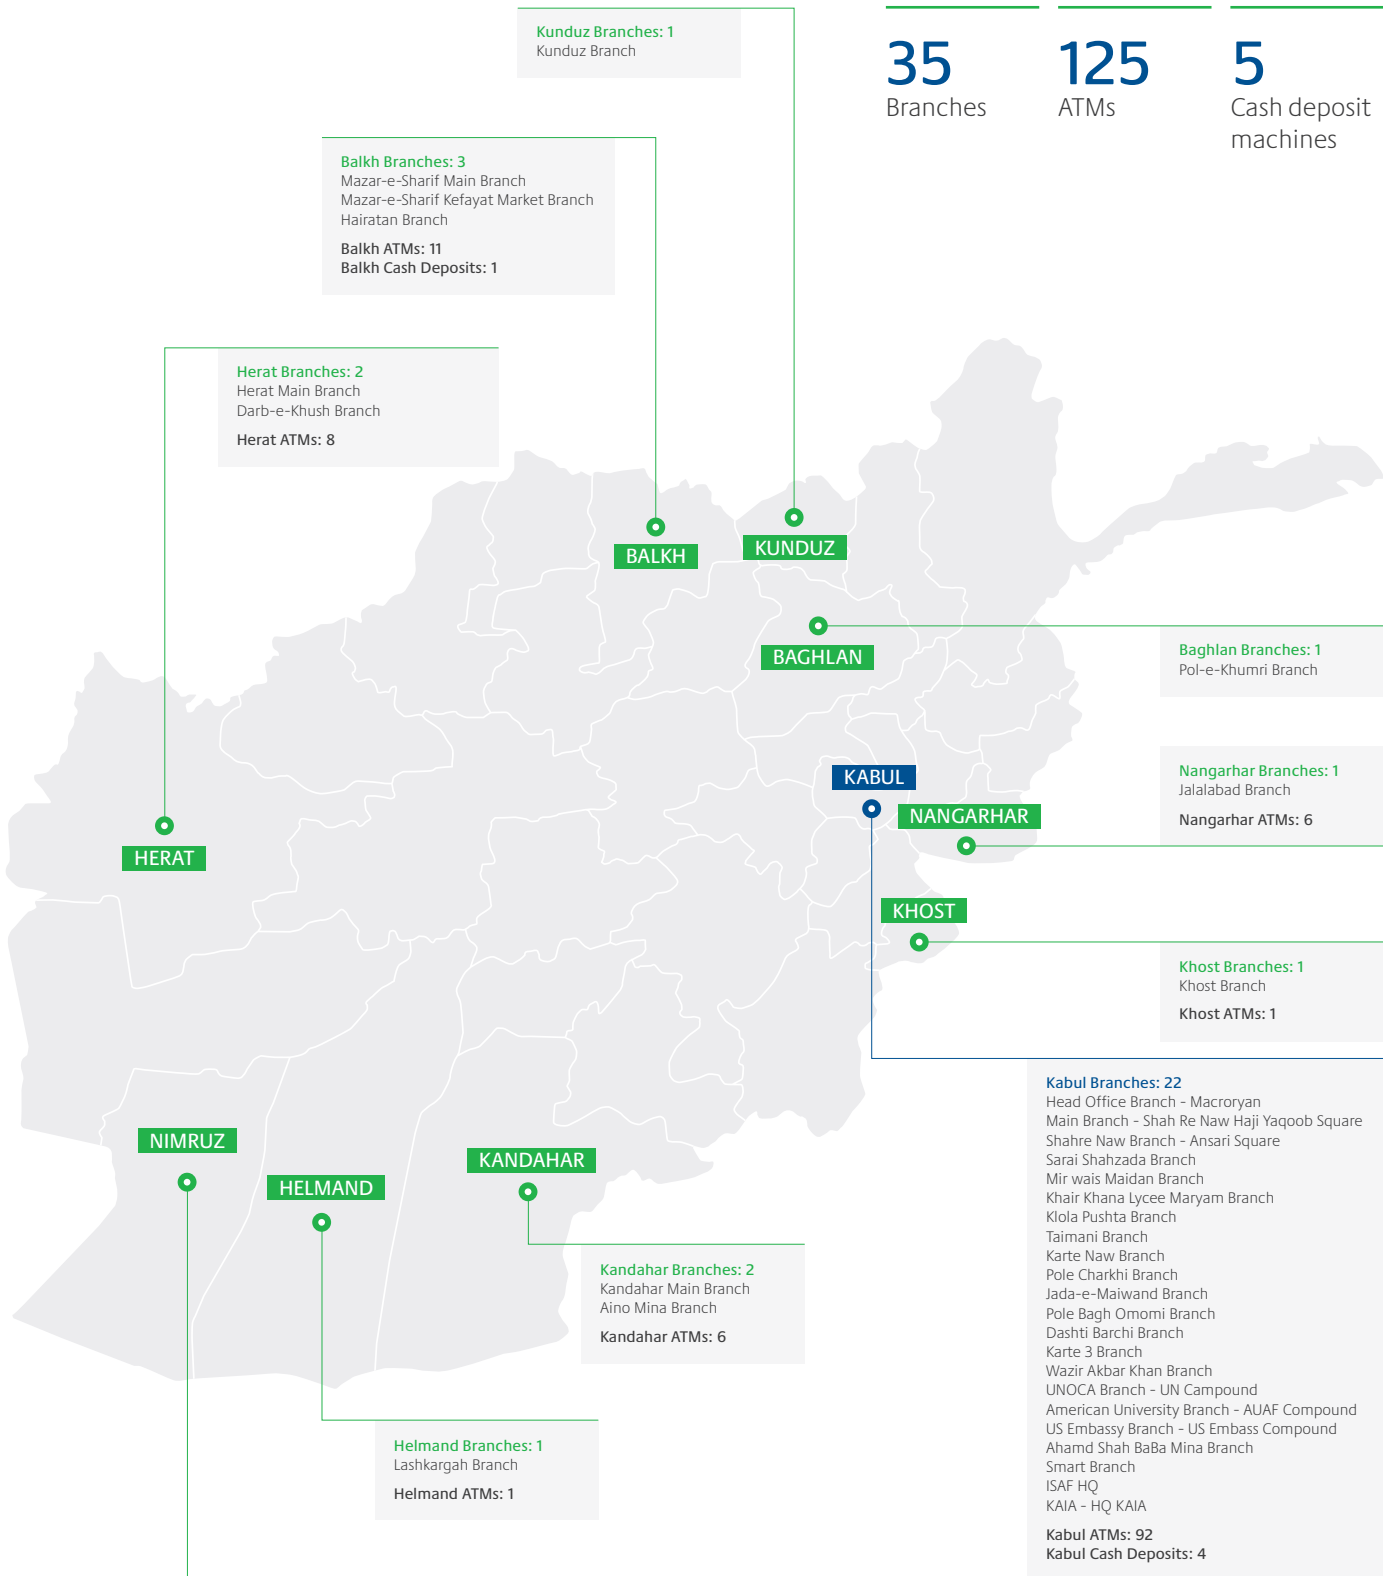 Kunduz Branches: 1
Kunduz Branch
35
Branches
125
ATMs
5
Cash deposit
machines
Balkh Branches: 3
Mazar-e-Sharif Main Branch
Mazar-e-Sharif Kefayat Market Branch
Hairatan Branch
Balkh ATMs: 11
Balkh Cash Deposits: 1
Herat Branches: 2
Herat Main Branch
Darb-e-Khush Branch
Herat ATMs: 8
BALKH
KUNDUZ
BAGHLAN
Baghlan Branches: 1
Pol-e-Khumri Branch
KABUL
Nangarhar Branches: 1
Jalalabad Branch
Nangarhar ATMs: 6
NANGARHAR
HERAT
KHOST
Khost Branches: 1
Khost Branch
Khost ATMs: 1
Kabul Branches: 22
Head Office Branch - Macroryan
Main Branch - Shah Re Naw Haji Yaqoob Square
Shahre Naw Branch - Ansari Square
Sarai Shahzada Branch
Mir wais Maidan Branch
Khair Khana Lycee Maryam Branch
Klola Pushta Branch
Taimani Branch
Karte Naw Branch
Pole Charkhi Branch
Jada-e-Maiwand Branch
Pole Bagh Omomi Branch
Dashti Barchi Branch
Karte 3 Branch
Wazir Akbar Khan Branch
UNOCA Branch - UN Campound
American University Branch - AUAF Compound
US Embassy Branch - US Embass Compound
Ahamd Shah BaBa Mina Branch
Smart Branch
ISAF HQ
KAIA - HQ KAIA
Kabul ATMs: 92
Kabul Cash Deposits: 4
NIMRUZ
HELMAND
KANDAHAR
Kandahar Branches: 2
Kandahar Main Branch
Aino Mina Branch
Kandahar ATMs: 6
Helmand Branches: 1
Lashkargah Branch
Helmand ATMs: 1